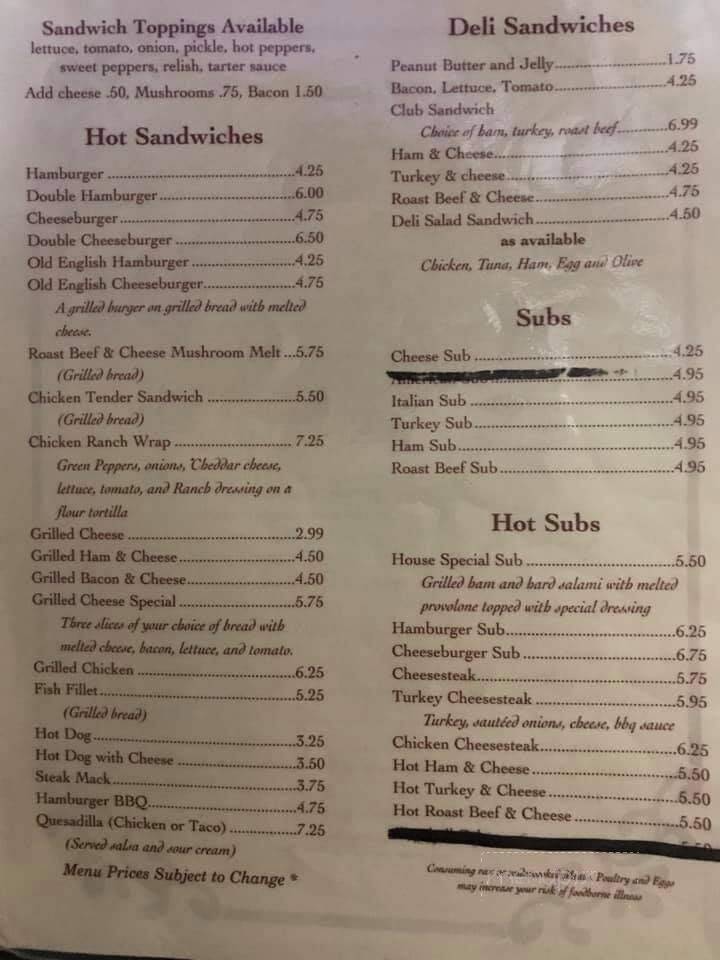 Sandwich Toppings Available
lettuce, tomato, onion, pickle, hot peppers,
sweet peppers, relish, tarter sauce
Add cheese .50, Mushrooms .75, Bacon 1.50
Hot Sandwiches
Hamburger ..........4.25
Double Hamburger..........6.00
Cheeseburger..........4.75
Double Cheeseburger ..........6.50
Old English Hamburger ..........4.25
Old English Cheeseburger..........4.75
A grilled burger on grilled bread with melted
cheese.
Roast Beef & Cheese Mushroom Melt ...5.75
(Grilled bread)
Chicken Tender Sandwich ..........5.50
(Grilled bread)
Chicken Ranch Wrap .......... 7.25
Green Peppers, onions, Cheddar cheese,
lettuce, tomato, and Ranch dressing on a
flour tortilla
Grilled Cheese ..........2.99
Grilled Ham & Cheese..........4.50
Grilled Bacon & Cheese..........4.50
Grilled Cheese Special ..........5.75
Three slices of your choice of bread with
melted cheese, bacon, lettuce, and tomato.
Grilled Chicken ..........6.25
Fish Fillet..........5.25
(Grilled bread)
Hot Dog..........3.25
Hot Dog with Cheese ..........3.50
Steak Mack..........3.75
Hamburger BBQ..........4.75
Quesadilla (Chicken or Taco) ..........7.25
(Served salsa and sour cream)
Menu Prices Subject to Change *
Deli Sandwiches
Peanut Butter and Jelly..........1.75
Bacon, Lettuce, Tomato..........4.25
Club Sandwich
Choice of ham, turkey, roast beef..........6.99
Ham & Cheese..........4.25
Turkey & cheese..........4.25
Roast Beef & Cheese..........4.75
Deli Salad Sandwich..........4.50
as available
Chicken, Tuna, Ham, Egg and Olive
Subs
Cheese Sub ..........4.25
..........4.95
Italian Sub ..........4.95
Turkey Sub..........4.95
Ham Sub..........4.95
Roast Beef Sub..........4.95
Hot Subs
House Special Sub ..........5.50
Grilled ham and hard salami with melted
provolone topped with special dressing
Hamburger Sub..........6.25
Cheeseburger Sub ..........6.75
Cheesesteak..........5.75
Turkey Cheesesteak ..........5.95
Turkey, sautéed onions, cheese, bbq sauce
Chicken Cheesesteak..........6.25
Hot Ham & Cheese..........5.50
Hot Turkey & Cheese ..........5.50
Hot Roast Beef & Cheese ..........5.50
Consuming raw or Poultry and Eggs
may increase your risk of foodborne illness